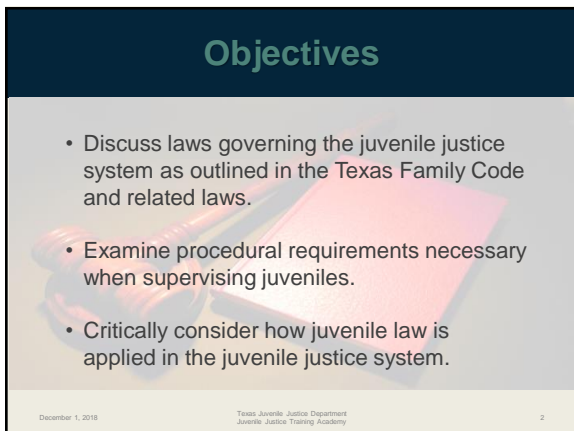 Objectives
• Discuss laws governing the juvenile justice
system as outlined in the Texas Family Code
and related laws.
• Examine procedural requirements necessary
when supervising juveniles.
• Critically consider how juvenile law is
applied in the juvenile justice system.
December 1, 2018
Texas Juvenile Justice Department
Juvenile Justice Training Academy
2